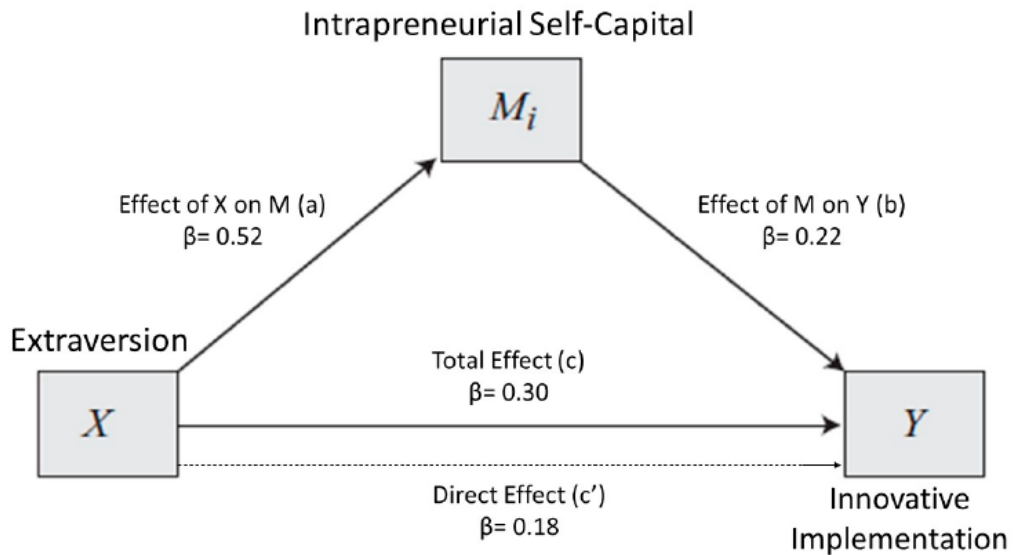 Intrapreneurial Self-Capital
Mi
Effect of X on M (a)
β= 0.52
Effect of M on Y (b)
β= 0.22
Extraversion
X
Total Effect (c)
β= 0.30
Y
Direct Effect (c’)
β= 0.18
Innovative
Implementation